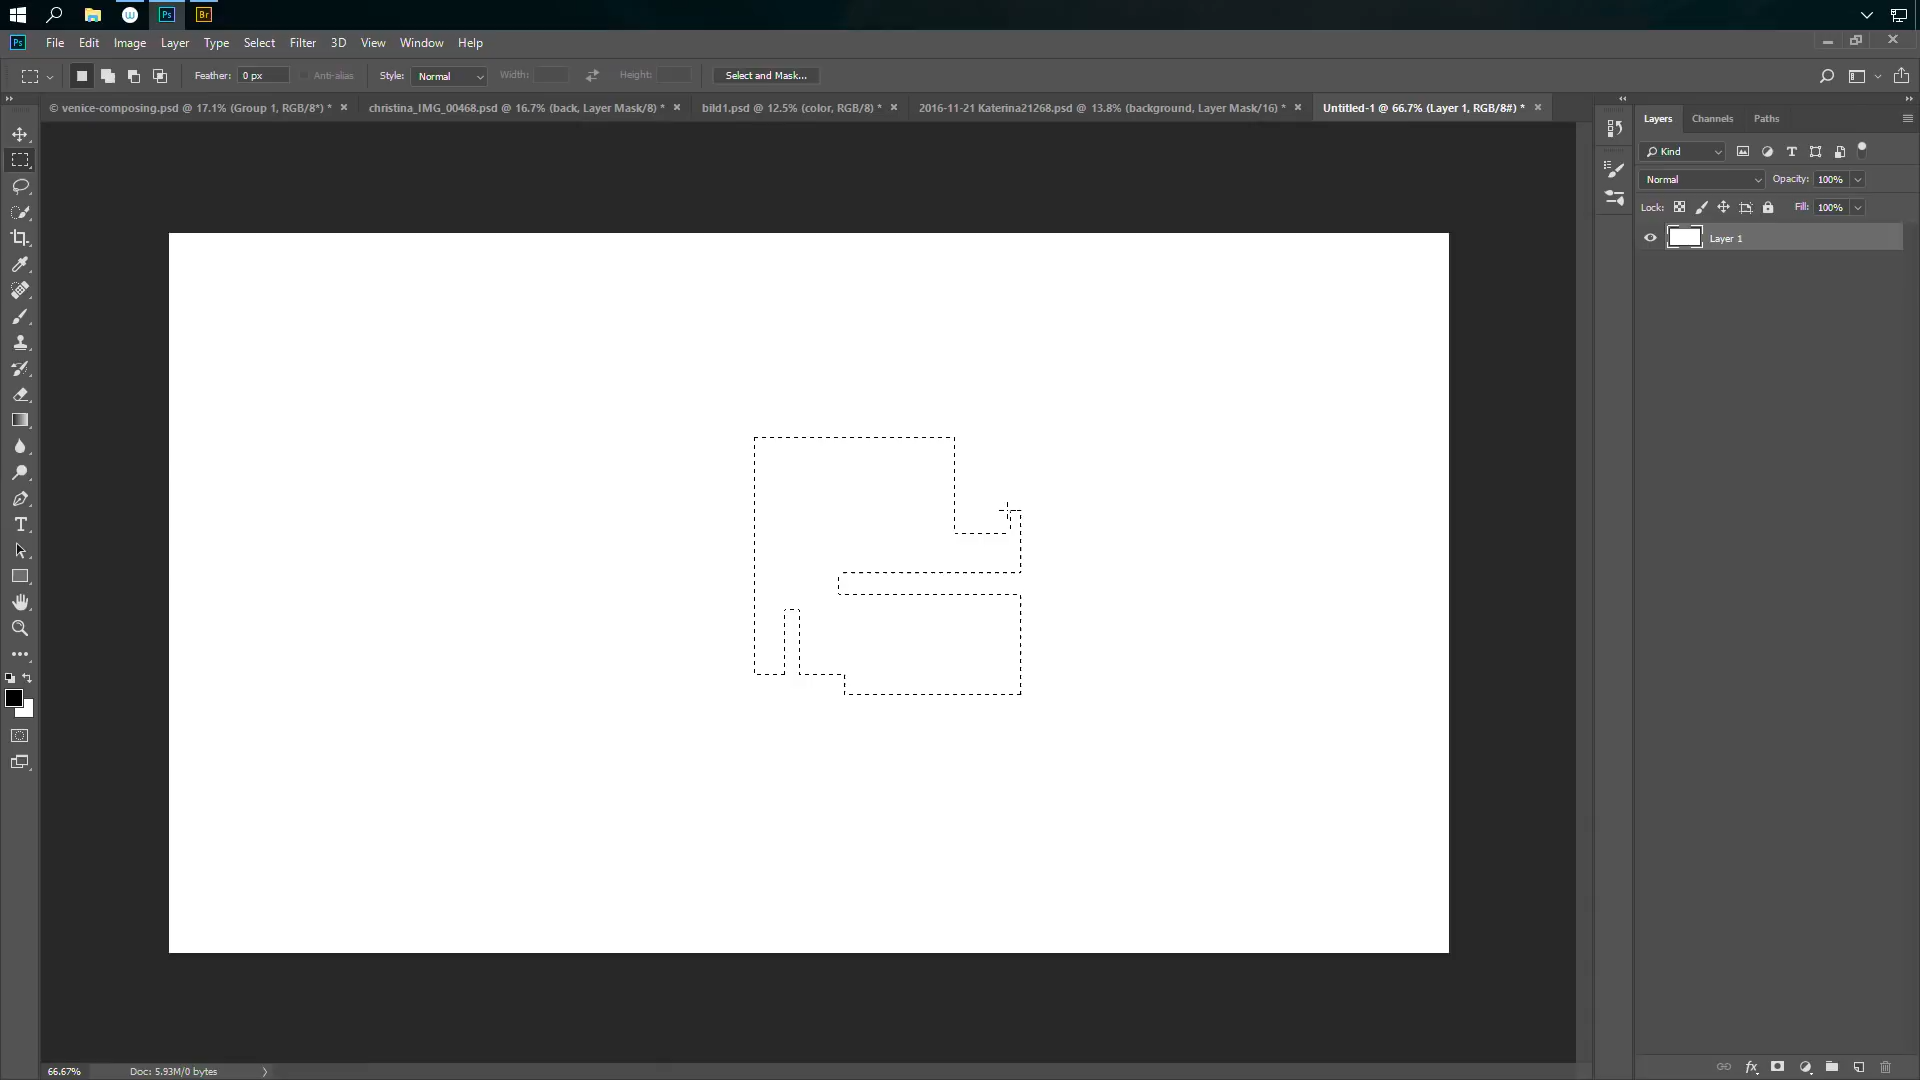 Ps
Br
Ps File Edit Image Layer Type Select Filter 3D View Window Help
Feather: 0 px Anti-alias Style: Normal Width: Height: Select and Mask...
© venice-composing.psd @ 17.1% (Group 1, RGB/8*) * christina_IMG_00468.psd @ 16.7% (back, Layer Mask/8) * bild1.psd @ 12.5% (color, RGB/8) * 2016-11-21 Katerina21268.psd @ 13.8% (background, Layer Mask/16) * Untitled-1 @ 66.7% (Layer 1, RGB/8#) *
Layers Channels Paths
Kind
Normal Opacity: 100%
Lock: Fill: 100%
Layer 1
66.67% Doc: 5.93M/0 bytes